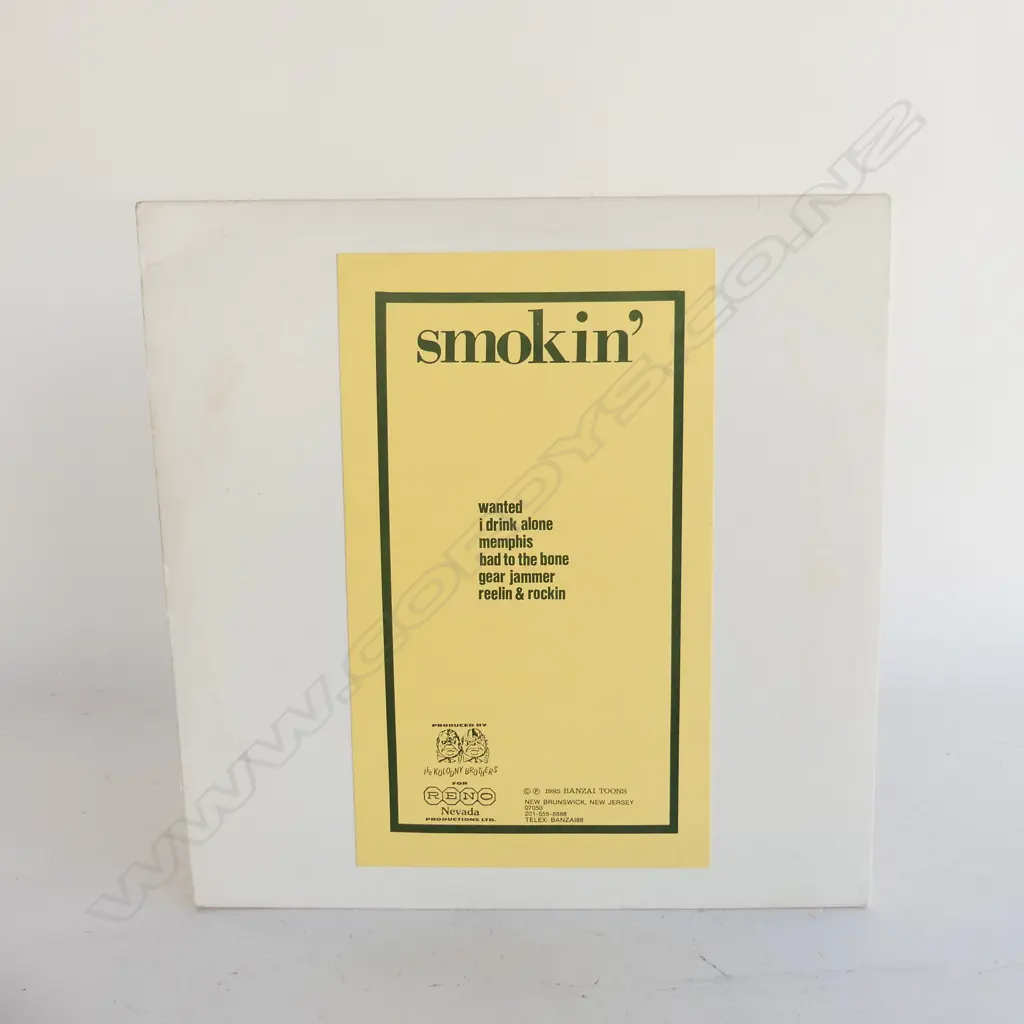 smokin'
wanted
i drink alone
memphis
bad to the bone
gear jammer
reelin & rockin
PRODUCED BY
the KOLODNY BROTHERS
FOR
RENO
Nevada
PRODUCTIONS LTD.
© ℗ 1985 BANZAI TOONS
NEW BRUNSWICK, NEW JERSEY
07050
201-556-8888
TELEX: BANZAI88
WWW.CORDYS.CO.NZ